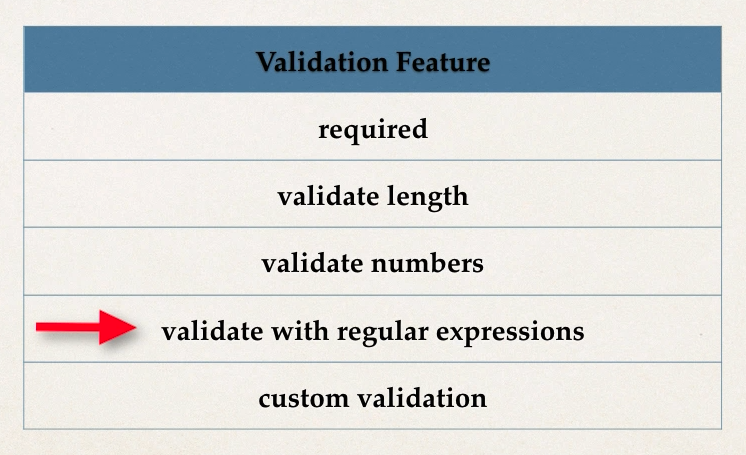 Validation Feature
required
validate length
validate numbers
validate with regular expressions
custom validation